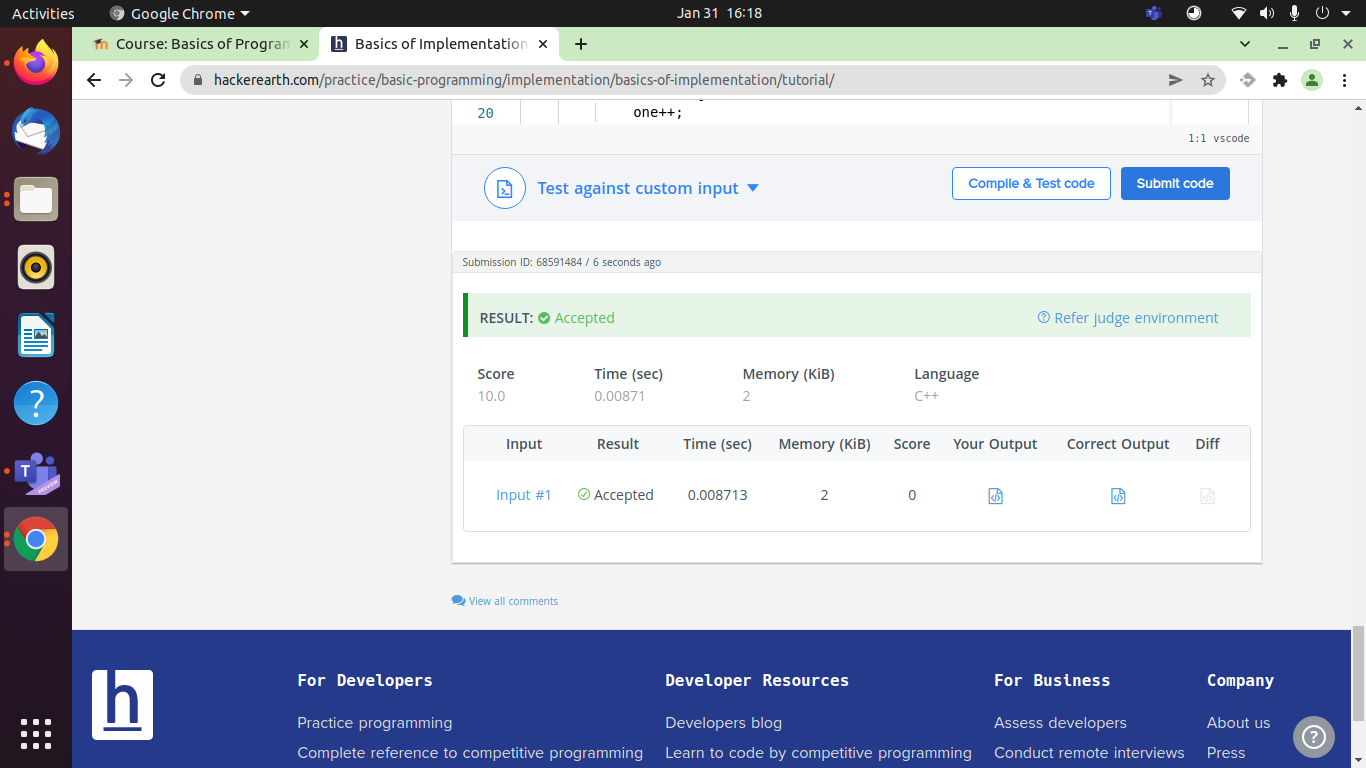 Activities Google Chrome Jan 31 16:18
Course: Basics of Progran Basics of Implementation
hackerearth.com/practice/basic-programming/implementation/basics-of-implementation/tutorial/
20 one++;
1:1 vscode
Test against custom input Compile & Test code Submit code
Submission ID: 68591484 / 6 seconds ago
RESULT: Accepted Refer judge environment
Score Time (sec) Memory (KiB) Language
10.0 0.00871 2 C++
Input Result Time (sec) Memory (KiB) Score Your Output Correct Output Diff
Input #1 Accepted 0.008713 2 0
View all comments
h For Developers Developer Resources For Business Company
Practice programming Developers blog Assess developers About us
Complete reference to competitive programming Learn to code by competitive programming Conduct remote interviews Press